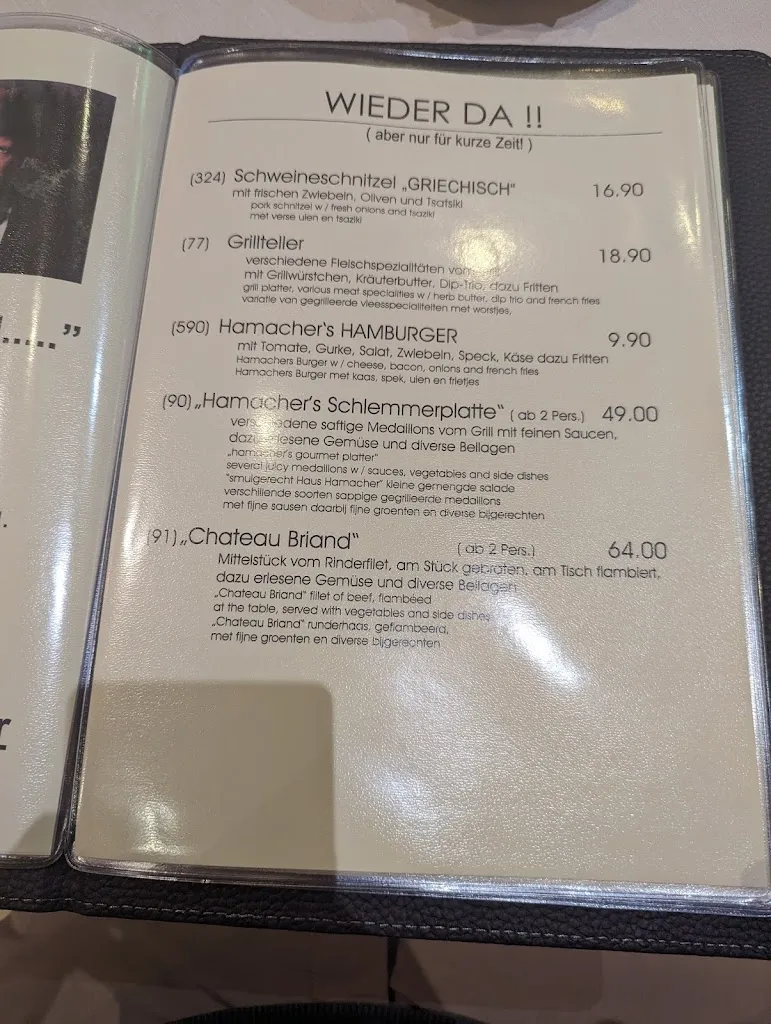 WIEDER DA !!
( aber nur für kurze Zeit! )
(324) Schweineschnitzel „GRIECHISCH" 16.90
mit frischen Zwiebeln, Oliven und Tsatsiki
pork schnitzel w / fresh onions and tsaziki
met verse uien en tsaziki
(77) Grillteller 18.90
verschiedene Fleischspezialitäten vom
mit Grillwürstchen, Kräuterbutter, Dip-Trio, dazu Fritten
grill platter, various meat specialities w / herb butter, dip trio and french fries
variatie van gegrilleerde vleesspecialiteiten met worstjes,
(590) Hamacher's HAMBURGER 9.90
mit Tomate, Gurke, Salat, Zwiebeln, Speck, Käse dazu Fritten
Hamachers Burger w / cheese, bacon, onions and french fries
Hamachers Burger met kaas, spek, uien en frietjes
(90) „Hamacher's Schlemmerplatte" ( ab 2 Pers.) 49.00
verschiedene saftige Medaillons vom Grill mit feinen Saucen,
dazu erlesene Gemüse und diverse Beilagen
„hamacher's gourmet platter"
several juicy medaillons w / sauces, vegetables and side dishes
"smulgerecht Haus Hamacher" kleine gemengde salade
verschillende soorten sappige gegrilleerde medaillons
met fijne sausen daarbij fijne groenten en diverse bijgerechten
(91) „Chateau Briand" ( ab 2 Pers.) 64.00
Mittelstück vom Rinderfilet, am Stück gebraten, am Tisch flambiert,
dazu erlesene Gemüse und diverse Beilagen
„Chateau Briand" fillet of beef, flambéed
at the table, served with vegetables and side dishes
„Chateau Briand" runderhaas, geflambeerd,
met fijne groenten en diverse bijgerechten